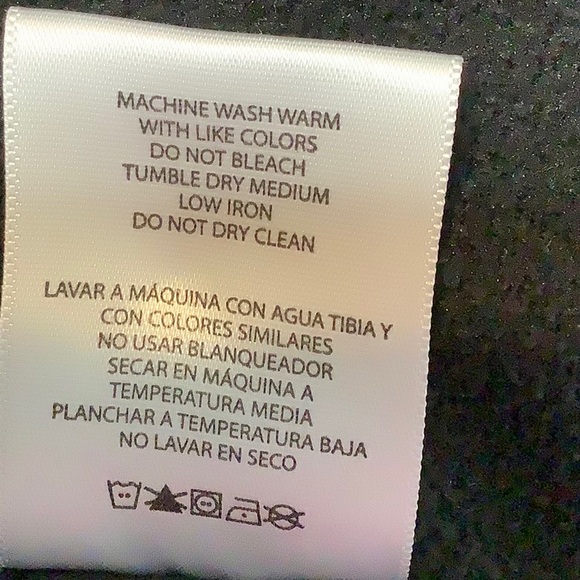 MACHINE WASH WARM
WITH LIKE COLORS
DO NOT BLEACH
TUMBLE DRY MEDIUM
LOW IRON
DO NOT DRY CLEAN
LAVAR A MÁQUINA CON AGUA TIBIA Y
CON COLORES SIMILARES
NO USAR BLANQUEADOR
SECAR EN MÁQUINA A
TEMPERATURA MEDIA
PLANCHAR A TEMPERATURA BAJA
NO LAVAR EN SECO